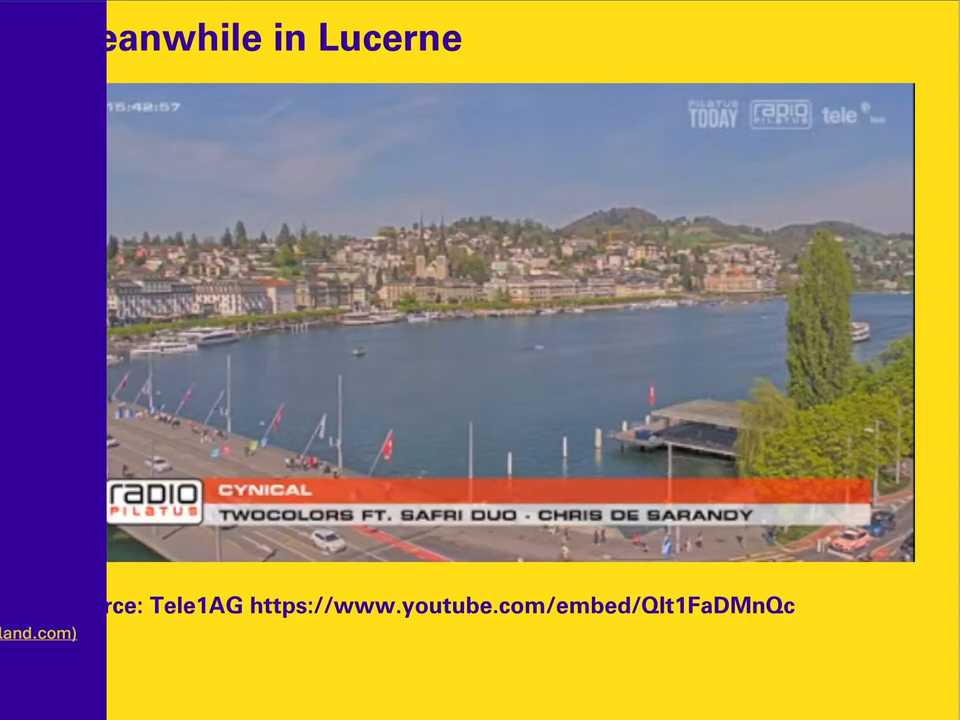 eanwhile in Lucerne
15:42:57
PILATUS
TODAY
RADIO
PILATUS
tele
RADIO
PILATUS
CYNICAL
TWOCOLORS FT. SAFRI DUO - CHRIS DE SARANDY
rce: Tele1AG https://www.youtube.com/embed/Qlt1FaDMnQc
land.com)